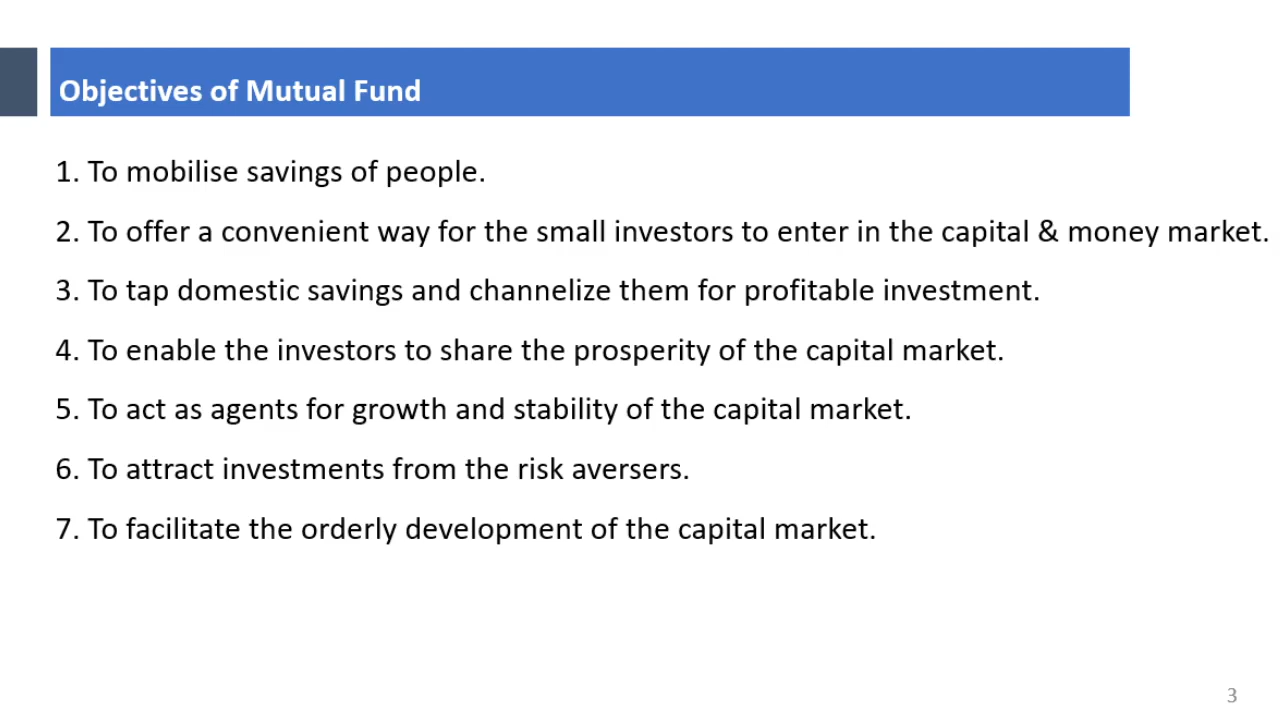 Objectives of Mutual Fund
1. To mobilise savings of people.
2. To offer a convenient way for the small investors to enter in the capital & money market.
3. To tap domestic savings and channelize them for profitable investment.
4. To enable the investors to share the prosperity of the capital market.
5. To act as agents for growth and stability of the capital market.
6. To attract investments from the risk aversers.
7. To facilitate the orderly development of the capital market.
3